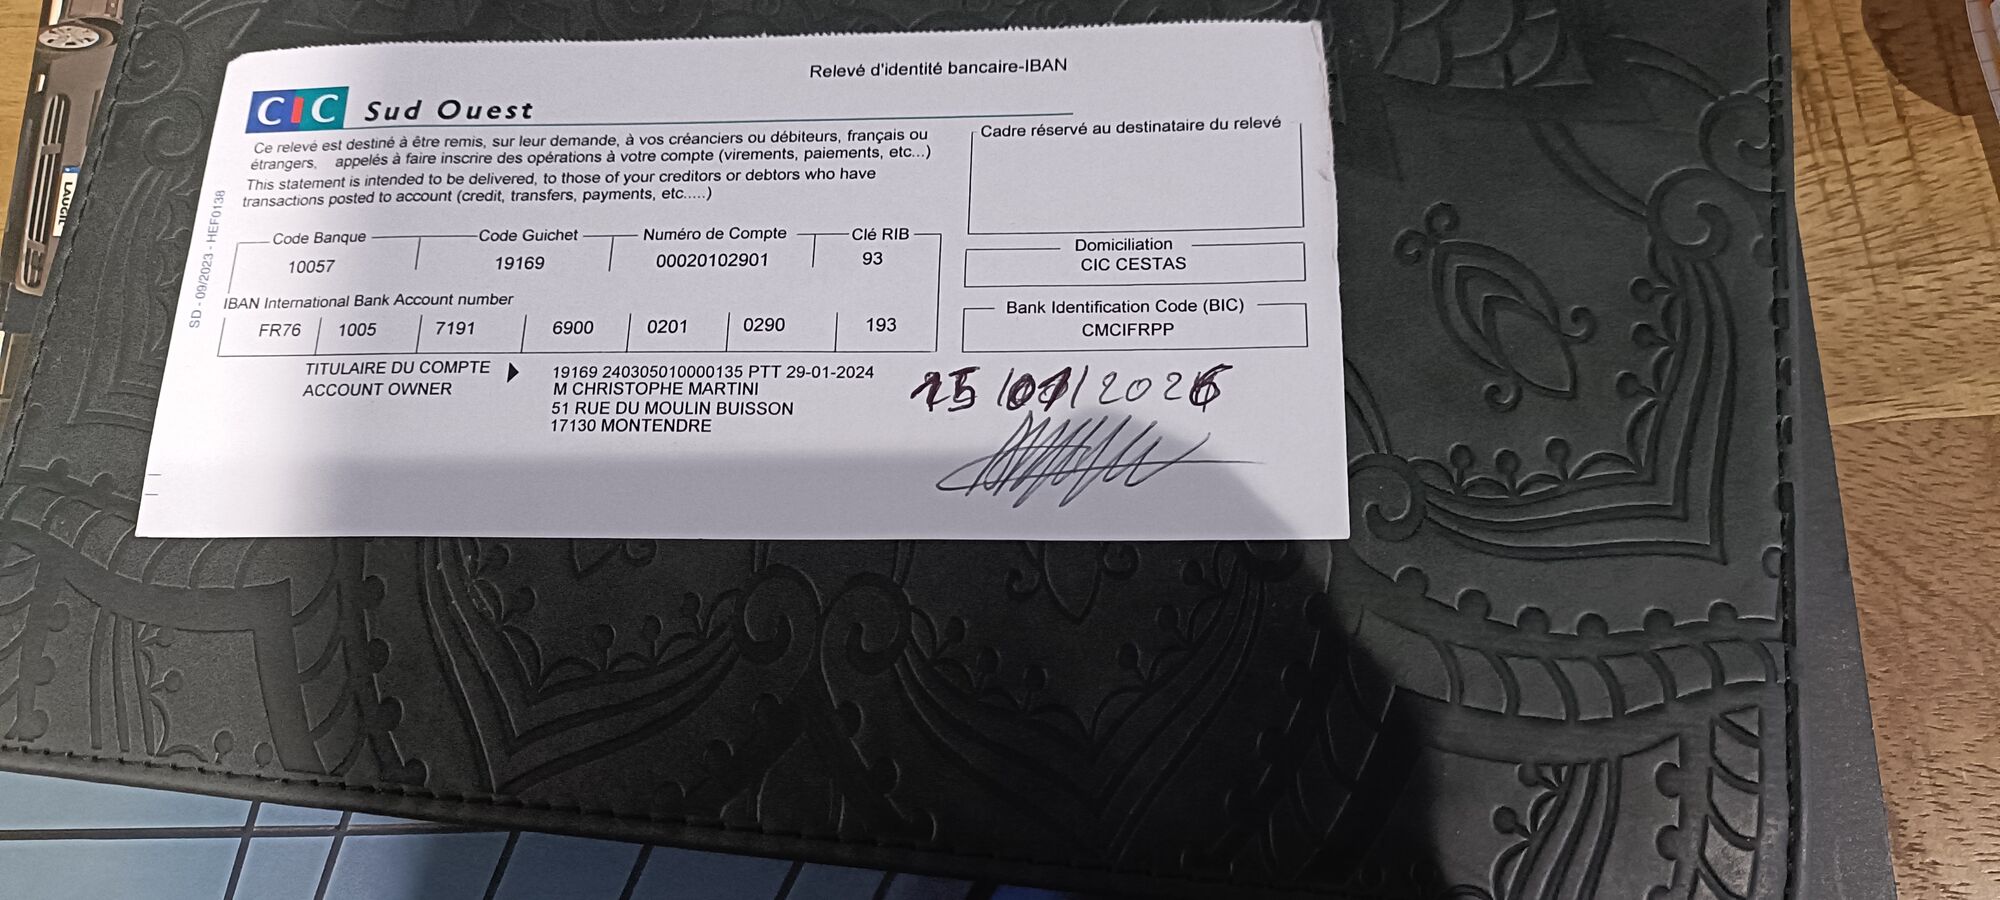 Relevé d'identité bancaire-IBAN
CIC Sud Ouest
Ce relevé est destiné à être remis, sur leur demande, à vos créanciers ou débiteurs, français ou
étrangers, appelés à faire inscrire des opérations à votre compte (virements, paiements, etc...)
This statement is intended to be delivered, to those of your creditors or debtors who have
transactions posted to account (credit, transfers, payments, etc.....)
Cadre réservé au destinataire du relevé
SD - 09/2023 - HEF0138
Code Banque Code Guichet Numéro de Compte Clé RIB
10057 19169 00020102901 93
Domiciliation
CIC CESTAS
IBAN International Bank Account number
FR76 1005 7191 6900 0201 0290 193
Bank Identification Code (BIC)
CMCIFRPP
TITULAIRE DU COMPTE
ACCOUNT OWNER
19169 240305010000135 PTT 29-01-2024
M CHRISTOPHE MARTINI
51 RUE DU MOULIN BUISSON
17130 MONTENDRE
15/01/2026